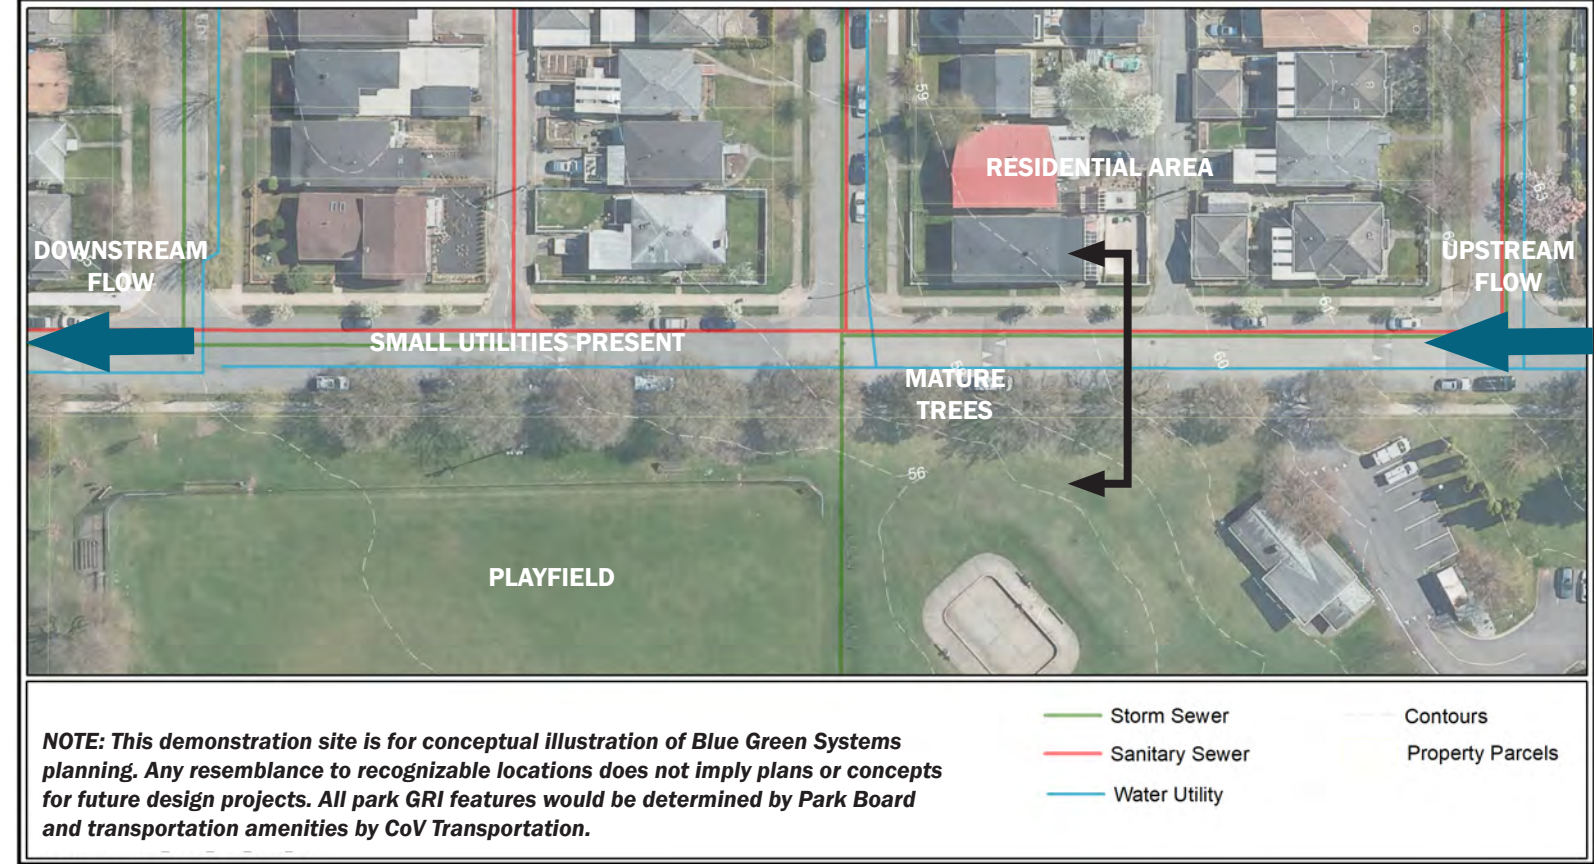 59
RESIDENTIAL AREA
63
DOWNSTREAM
FLOW
UPSTREAM
FLOW
SMALL UTILITIES PRESENT
60
MATURE
TREES
56
PLAYFIELD
NOTE: This demonstration site is for conceptual illustration of Blue Green Systems
planning. Any resemblance to recognizable locations does not imply plans or concepts
for future design projects. All park GRI features would be determined by Park Board
and transportation amenities by CoV Transportation.
Storm Sewer
Sanitary Sewer
Water Utility
Contours
Property Parcels